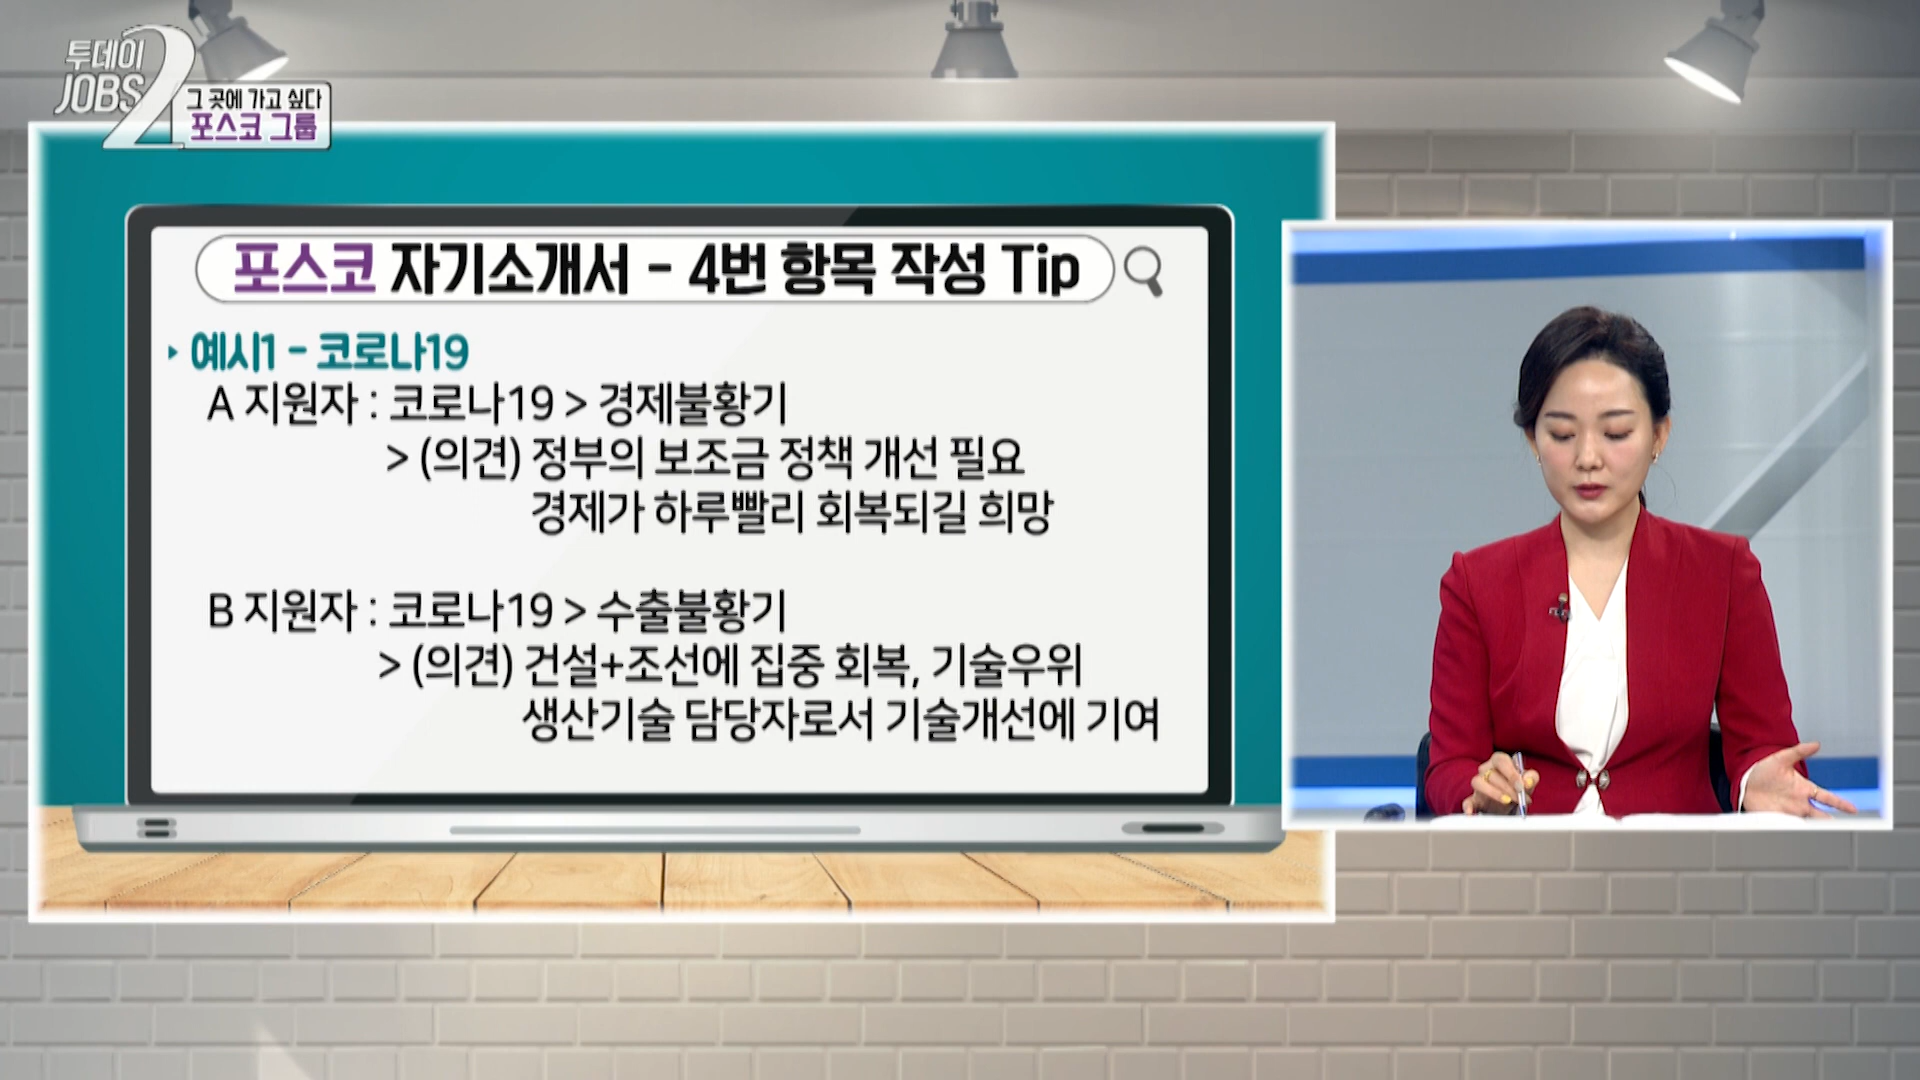 투데이
JOBS 2
그 곳에 가고 싶다
포스코 그룹
포스코 자기소개서 - 4번 항목 작성 Tip
예시1 - 코로나19
A 지원자 : 코로나19 > 경제불황기
> (의견) 정부의 보조금 정책 개선 필요
경제가 하루빨리 회복되길 희망
B 지원자 : 코로나19 > 수출불황기
> (의견) 건설+조선에 집중 회복, 기술우위
생산기술 담당자로서 기술개선에 기여